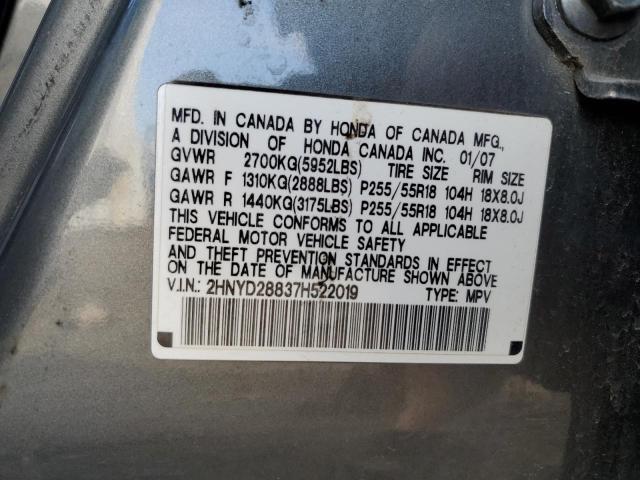 MFD. IN CANADA BY HONDA OF CANADA MFG.,
A DIVISION OF HONDA CANADA INC. 01/07
GVWR 2700KG(5952LBS) TIRE SIZE RIM SIZE
GAWR F 1310KG(2888LBS) P255/55R18 104H 18X8.0J
GAWR R 1440KG(3175LBS) P255/55R18 104H 18X8.0J
THIS VEHICLE CONFORMS TO ALL APPLICABLE
FEDERAL MOTOR VEHICLE SAFETY
AND THEFT PREVENTION STANDARDS IN EFFECT
ON THE DATE OF MANUFACTURE SHOWN ABOVE
V.I.N.: 2HNYD28837H522019 TYPE: MPV